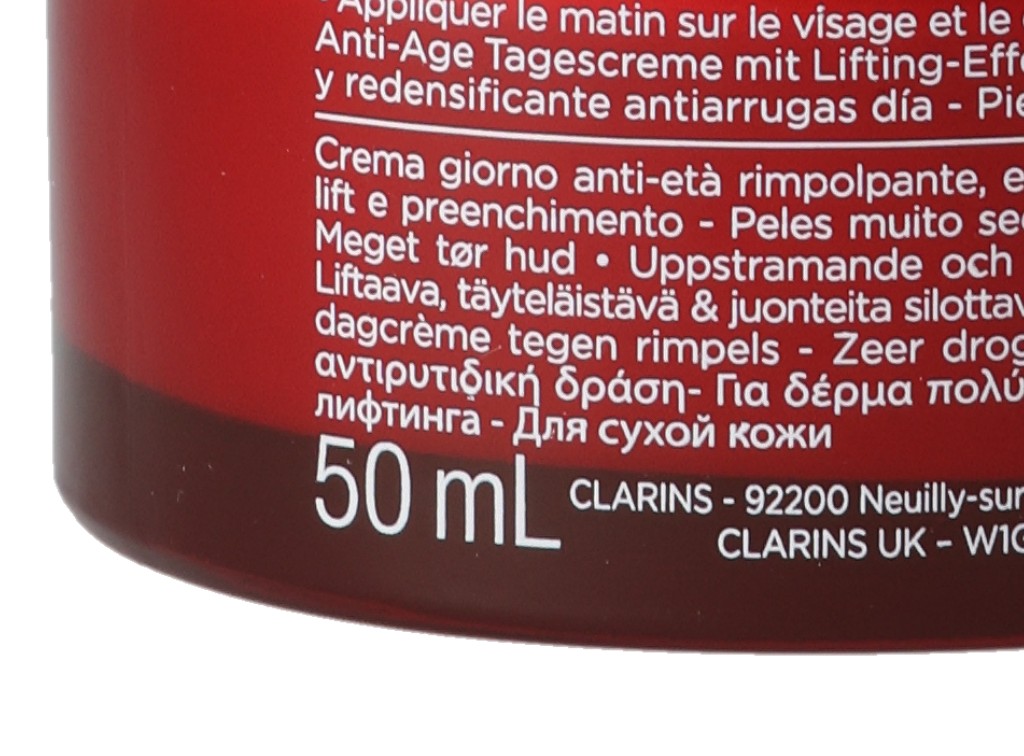 Appliquer le matin sur le visage et le
Anti-Age Tagescreme mit Lifting-Effe
y redensificante antiarrugas día - Pie
Crema giorno anti-età rimpolpante, e
lift e preenchimento - Peles muito sec
Meget tør hud • Uppstramande och
Liftaava, täyteläistävä & juonteita silottav
dagcrème tegen rimpels - Zeer drog
αντιρυτιδική δράση- Για δέρμα πολύ
лифтинга - Для сухой кожи
50 mL
CLARINS - 92200 Neuilly-sur
CLARINS UK - W1G